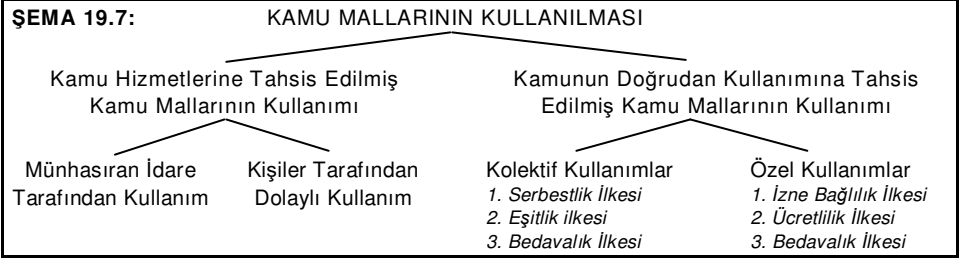 ŞEMA 19.7: KAMU MALLARININ KULLANILMASI
Kamu Hizmetlerine Tahsis Edilmiş
Kamu Mallarının Kullanımı
Kamunun Doğrudan Kullanımına Tahsis
Edilmiş Kamu Mallarının Kullanımı
Münhasıran İdare
Tarafından Kullanım
Kişiler Tarafından
Dolaylı Kullanım
Kolektif Kullanımlar
1. Serbestlik İlkesi
2. Eşitlik ilkesi
3. Bedavalık İlkesi
Özel Kullanımlar
1. İzne Bağlılık İlkesi
2. Ücretlilik İlkesi
3. Bedavalık İlkesi